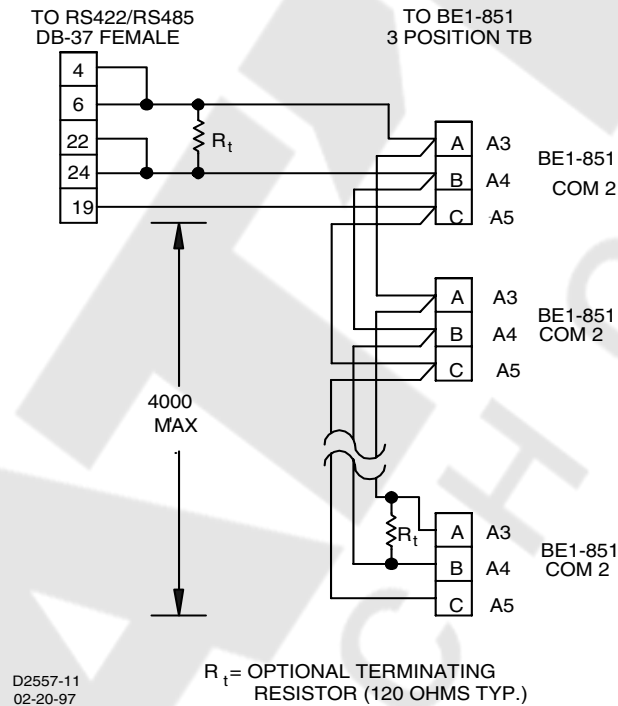 TO RS422/RS485
DB-37 FEMALE
TO BE1-851
3 POSITION TB
4
6
22
24
19
Rt
A A3
B A4
C A5
BE1-851
COM 2
A A3
B A4
C A5
BE1-851
COM 2
4000
MAX
Rt
A A3
B A4
C A5
BE1-851
COM 2
D2557-11
02-20-97
Rt= OPTIONAL TERMINATING
RESISTOR (120 OHMS TYP.)